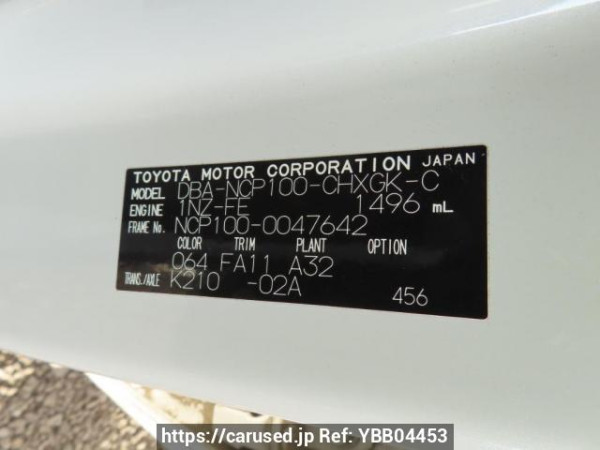 TOYOTA MOTOR CORPORATION JAPAN
MODEL DBA-NCP100-CHXGK-C
ENGINE 1NZ-FE 1496 mL
FRAME No. NCP100-0047642
COLOR TRIM PLANT OPTION
064 FA11 A32
TRANS./AXLE K210 -02A
456
https://carused.jp Ref: YBB04453